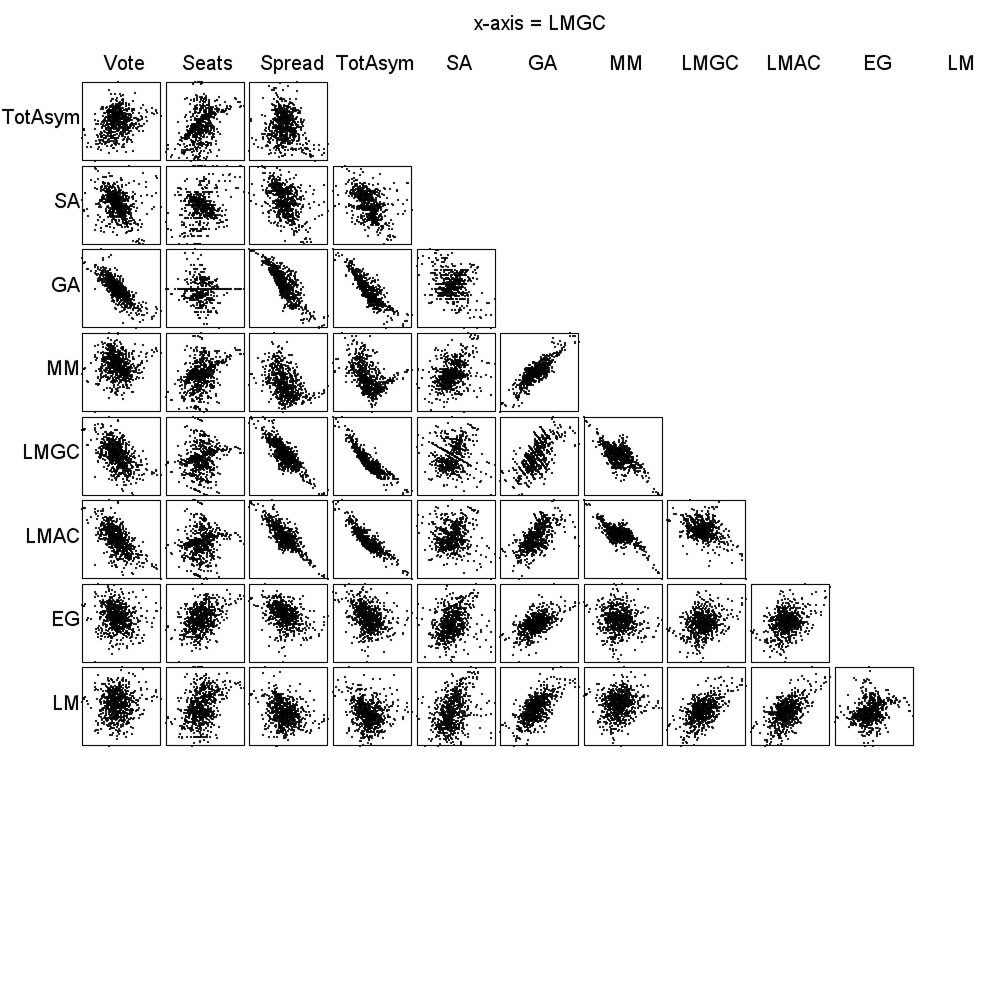 x-axis = LMGC
Vote Seats Spread TotAsym SA GA MM LMGC LMAC EG LM
TotAsym
SA
GA
MM
LMGC
LMAC
EG
LM